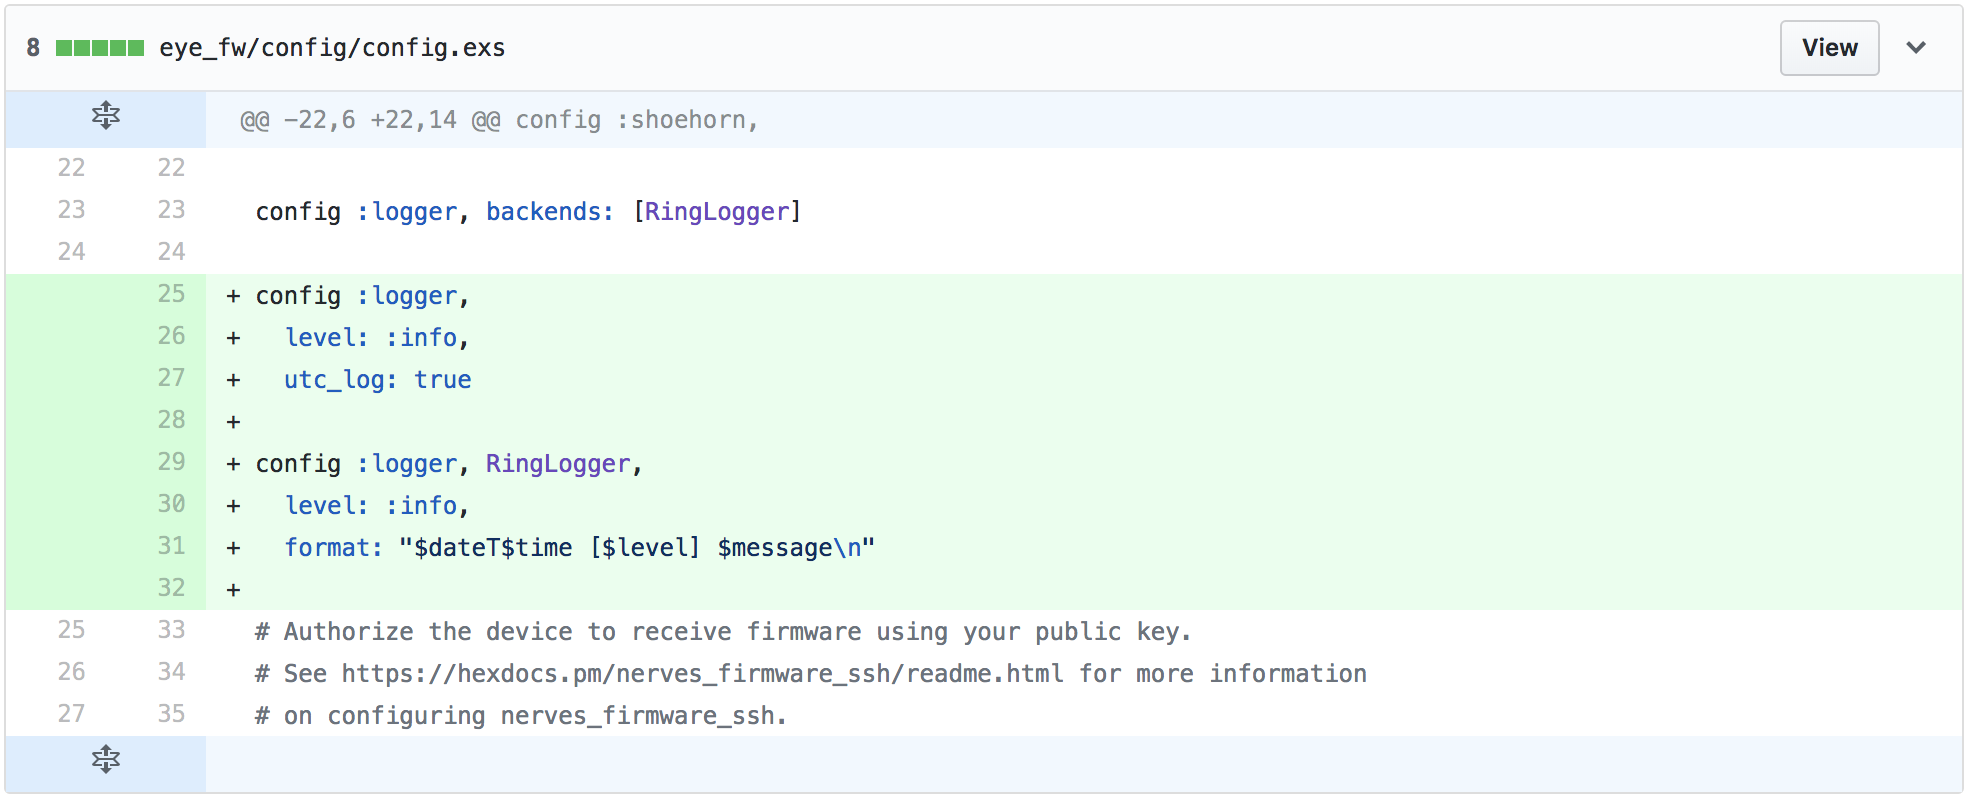 8 eye_fw/config/config.exs View
@@ -22,6 +22,14 @@ config :shoehorn,
22 22
23 23 config :logger, backends: [RingLogger]
24 24
25 + config :logger,
26 +   level: :info,
27 +   utc_log: true
28 +
29 + config :logger, RingLogger,
30 +   level: :info,
31 +   format: "$dateT$time [$level] $message\n"
32 +
25 33 # Authorize the device to receive firmware using your public key.
26 34 # See https://hexdocs.pm/nerves_firmware_ssh/readme.html for more information
27 35 # on configuring nerves_firmware_ssh.